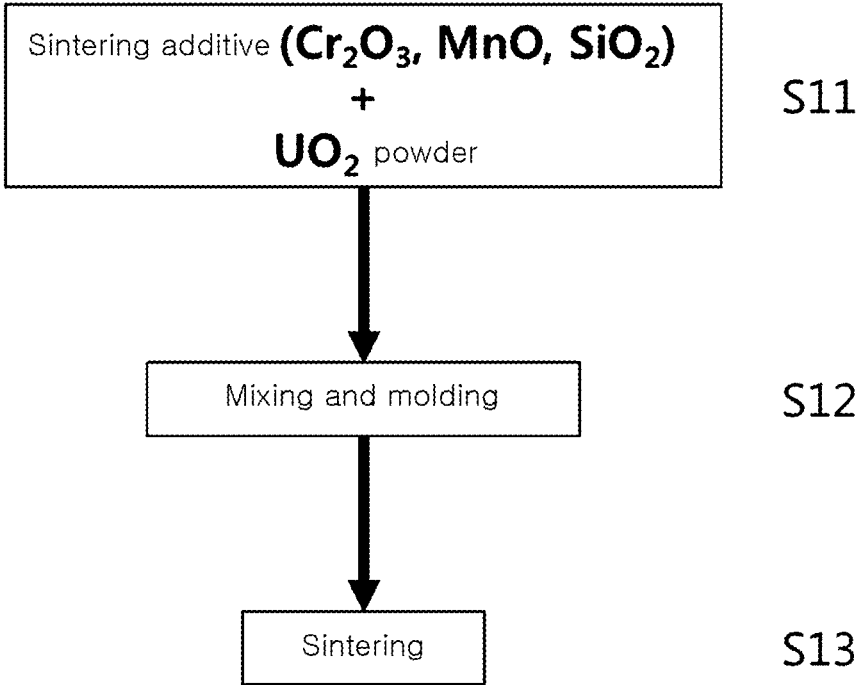 Sintering additive (Cr₂O₃, MnO, SiO₂)
+
UO₂ powder
S11
Mixing and molding
S12
Sintering
S13